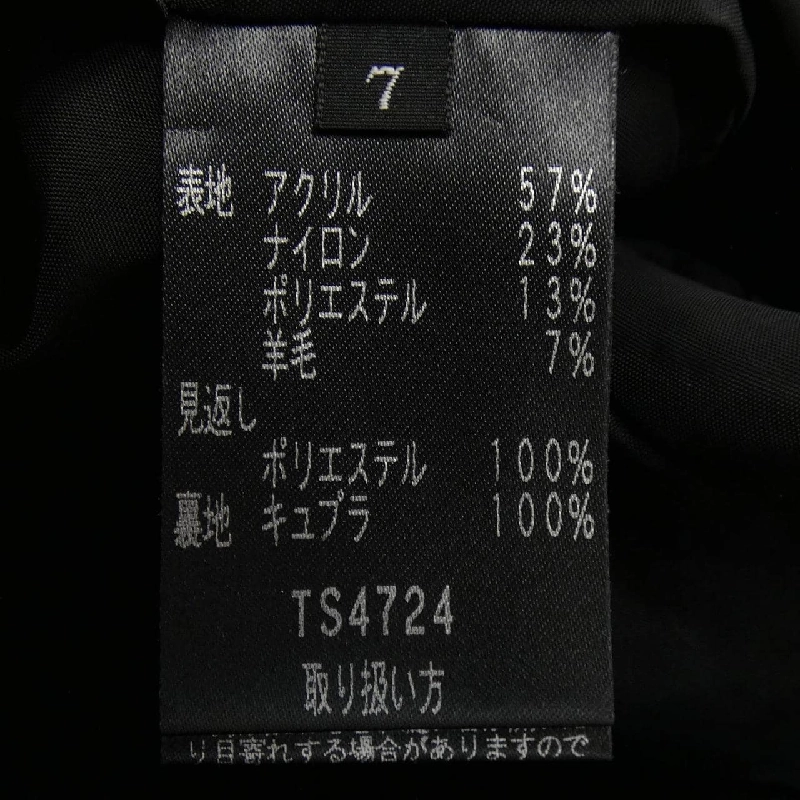 7
表地 アクリル 57%
ナイロン 23%
ポリエステル 13%
羊毛 7%
見返し
ポリエステル 100%
裏地 キュプラ 100%
TS4724
取り扱い方
り目寄れする場合がありますので